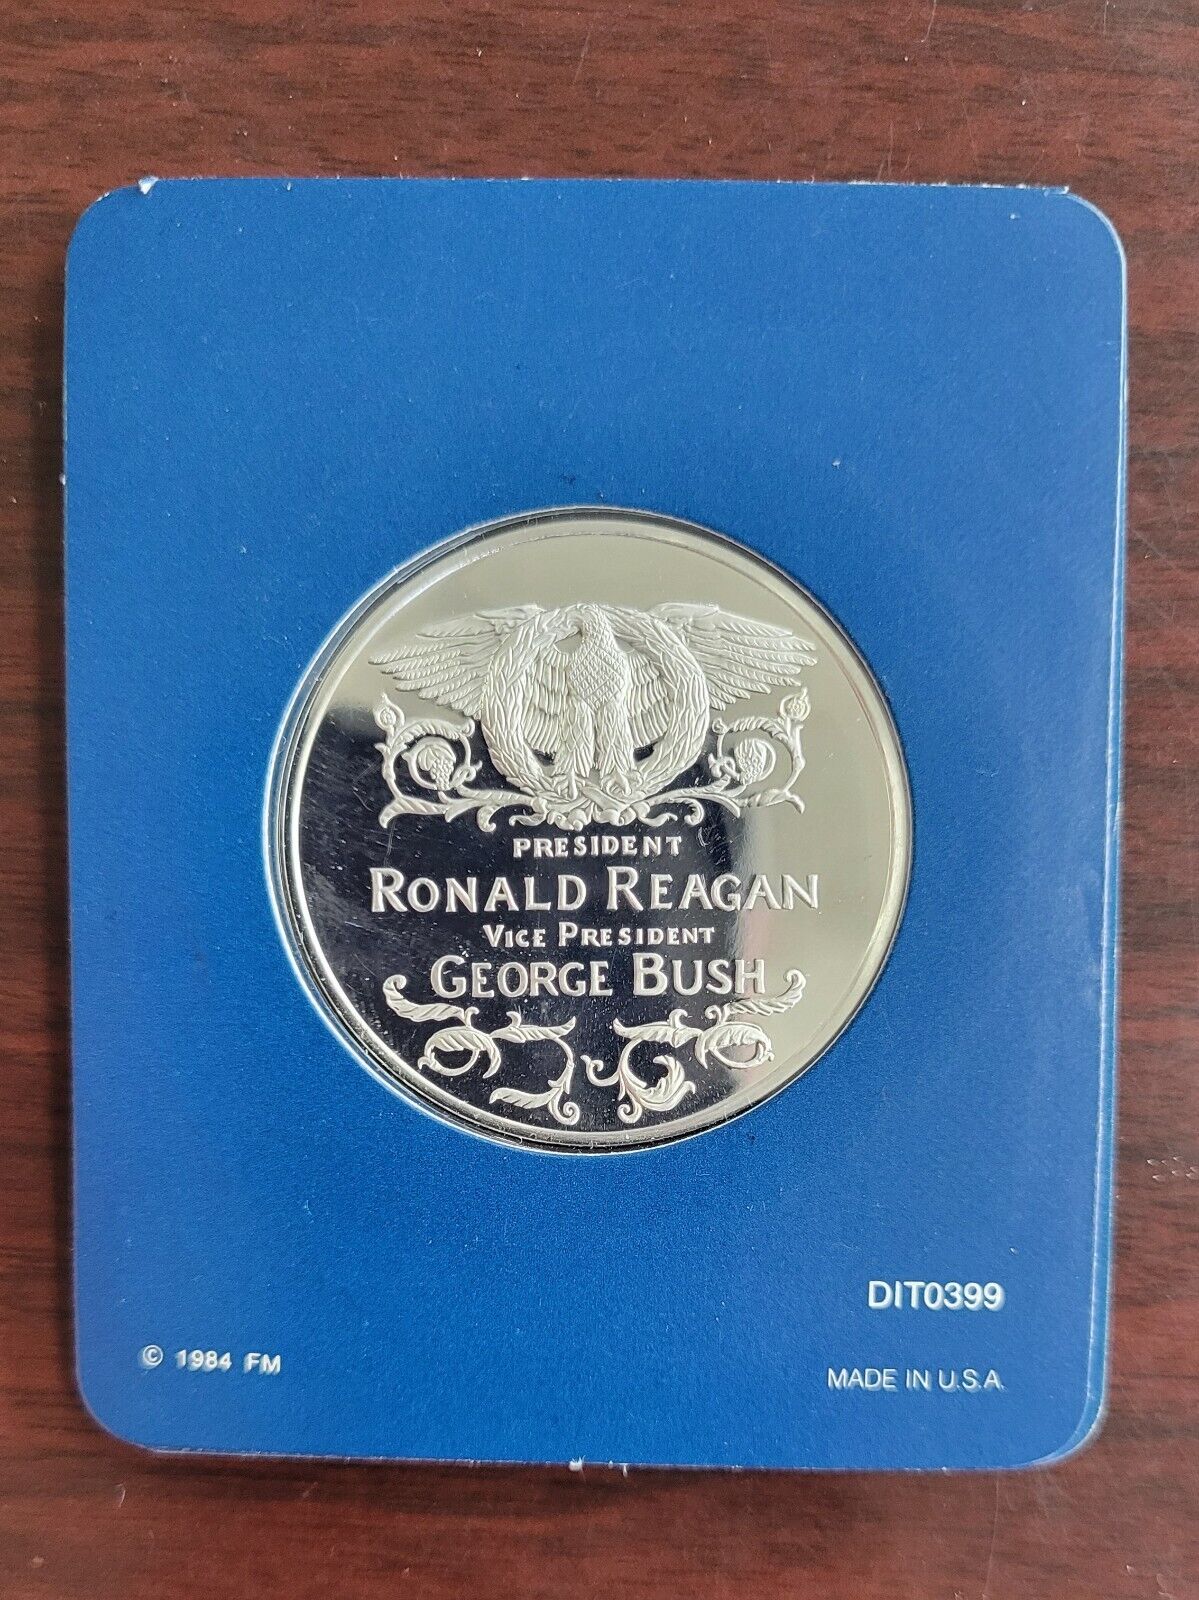 PRESIDENT
RONALD REAGAN
VICE PRESIDENT
GEORGE BUSH
DIT0399
© 1984 FM
MADE IN U.S.A.